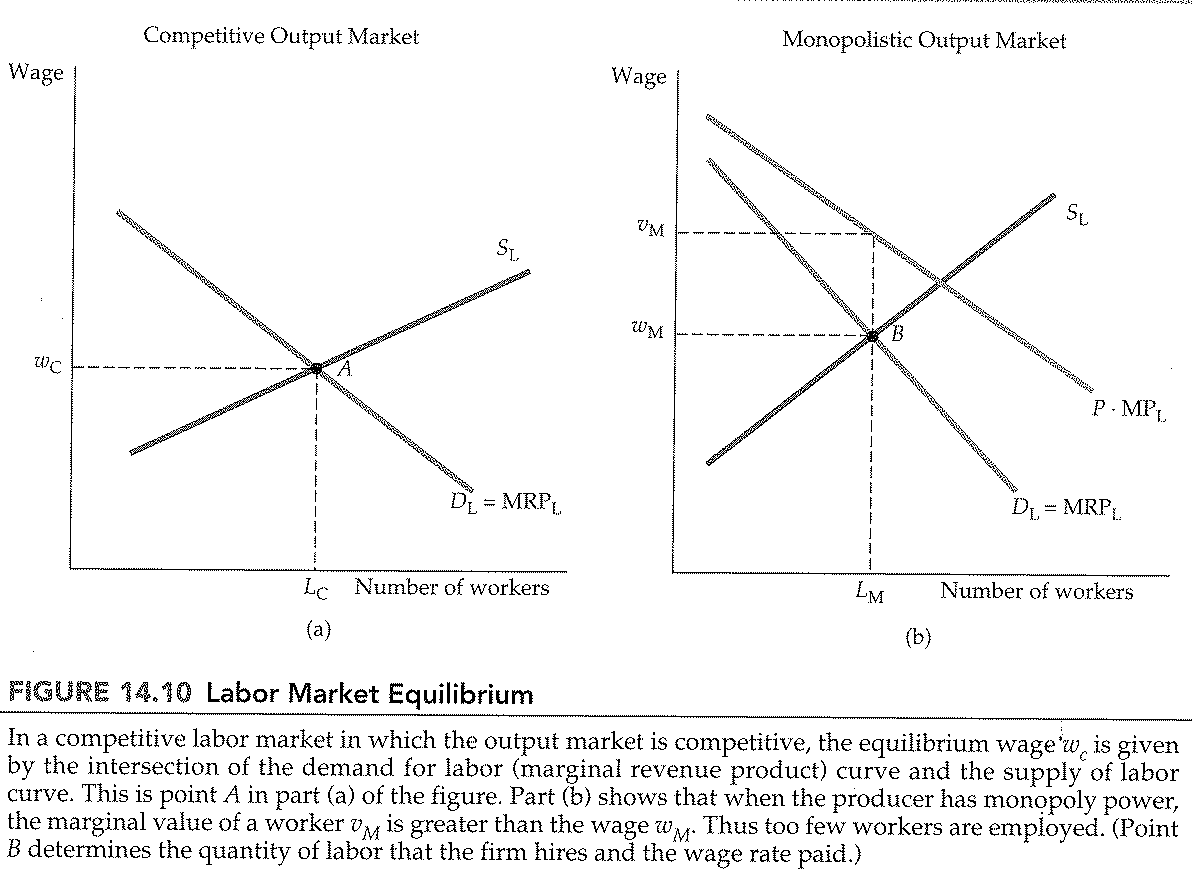 Competitive Output Market
Monopolistic Output Market
Wage
Wage
S_L
S_L
v_M
w_M
B
w_C
A
P · MP_L
D_L = MRP_L
D_L = MRP_L
L_C Number of workers
L_M Number of workers
(a)
(b)
FIGURE 14.10 Labor Market Equilibrium
In a competitive labor market in which the output market is competitive, the equilibrium wage w_c is given
by the intersection of the demand for labor (marginal revenue product) curve and the supply of labor
curve. This is point A in part (a) of the figure. Part (b) shows that when the producer has monopoly power,
the marginal value of a worker v_M is greater than the wage w_M. Thus too few workers are employed. (Point
B determines the quantity of labor that the firm hires and the wage rate paid.)